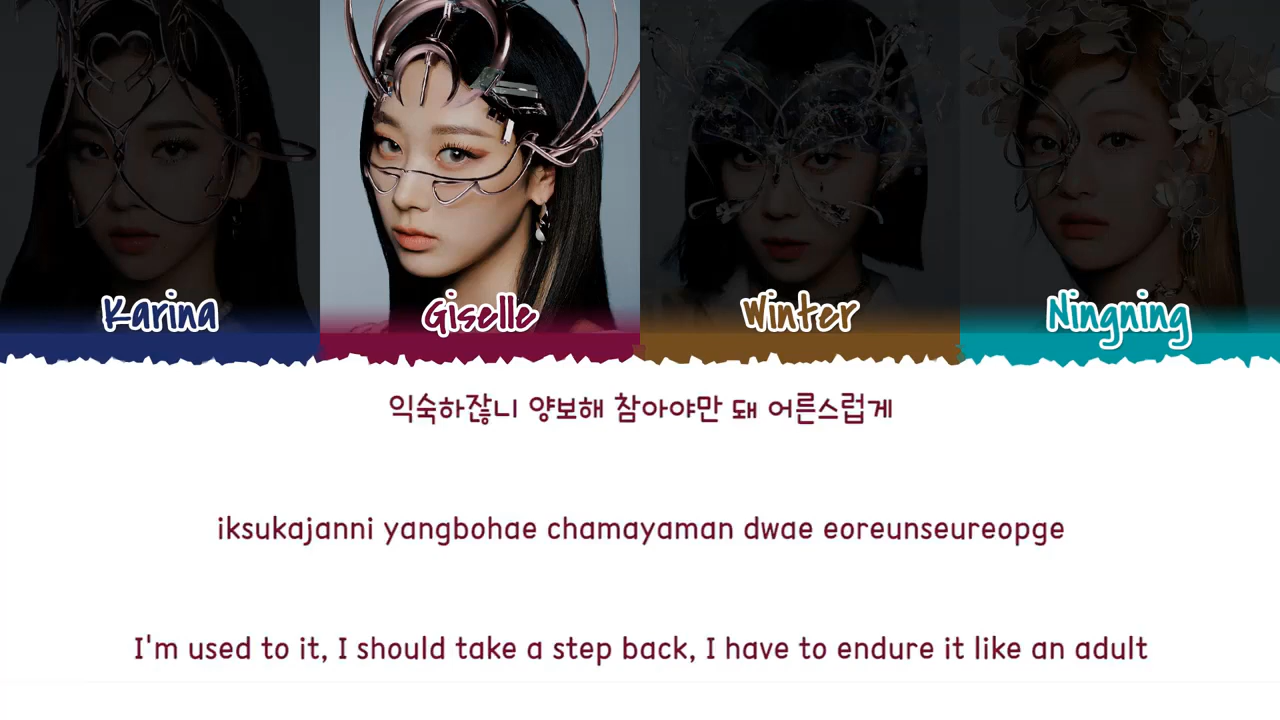 Karina Giselle Winter Ningning
익숙하잖니 양보해 참아야만 돼 어른스럽게
iksukajanni yangbohae chamayaman dwae eoreunseureopge
I'm used to it, I should take a step back, I have to endure it like an adult